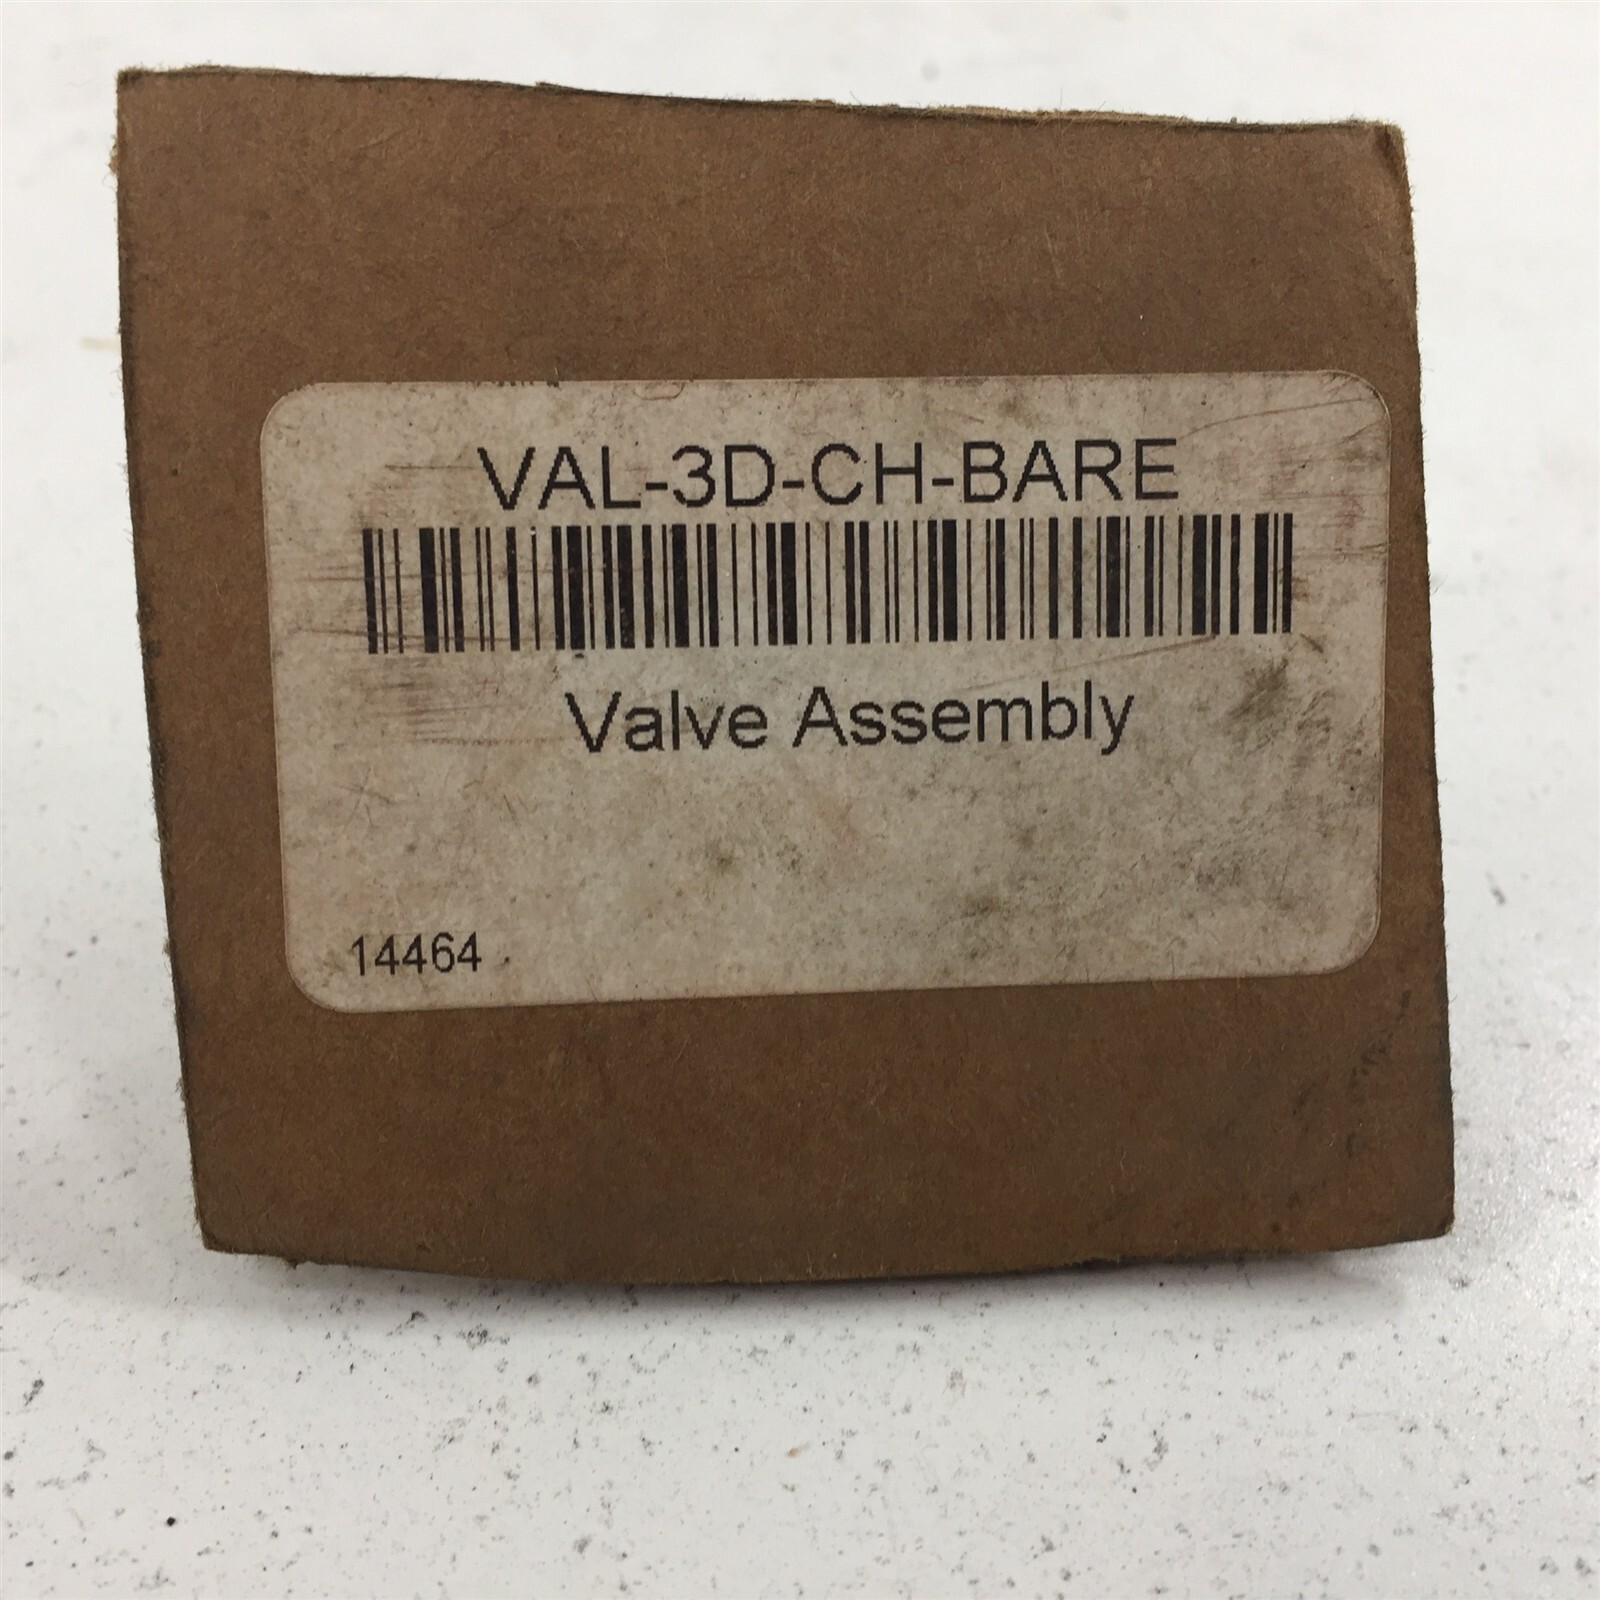 VAL-3D-CH-BARE
Valve Assembly
14464